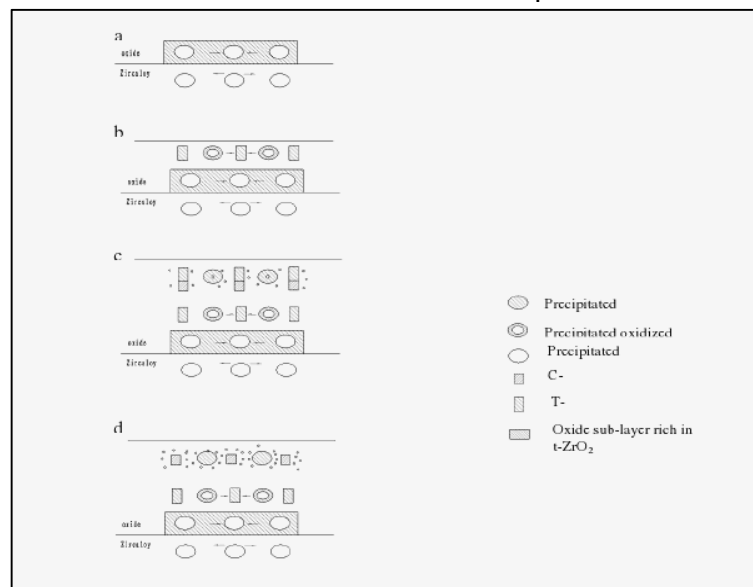 a
oxide
Zircaloy
b
oxide
Zircaloy
c
oxide
Zircaloy
d
oxide
Zircaloy
Precipitated
Precipitated oxidized
Precipitated
C-
T-
Oxide sub-layer rich in
t-ZrO₂